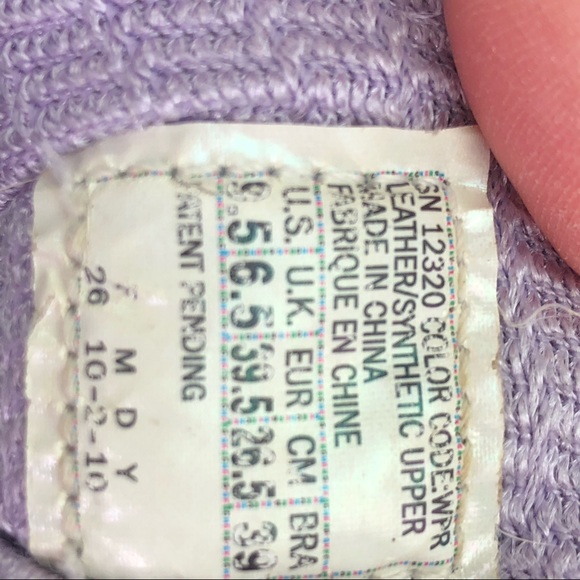 SN 12320 COLOR CODE:WPR
LEATHER/SYNTHETIC UPPER
MADE IN CHINA
FABRIQUE EN CHINE
U.S. U.K. EUR CM BRA
9.5 6.5 39.5 26.5 39
PATENT PENDING
F M D Y
26 10-2-10